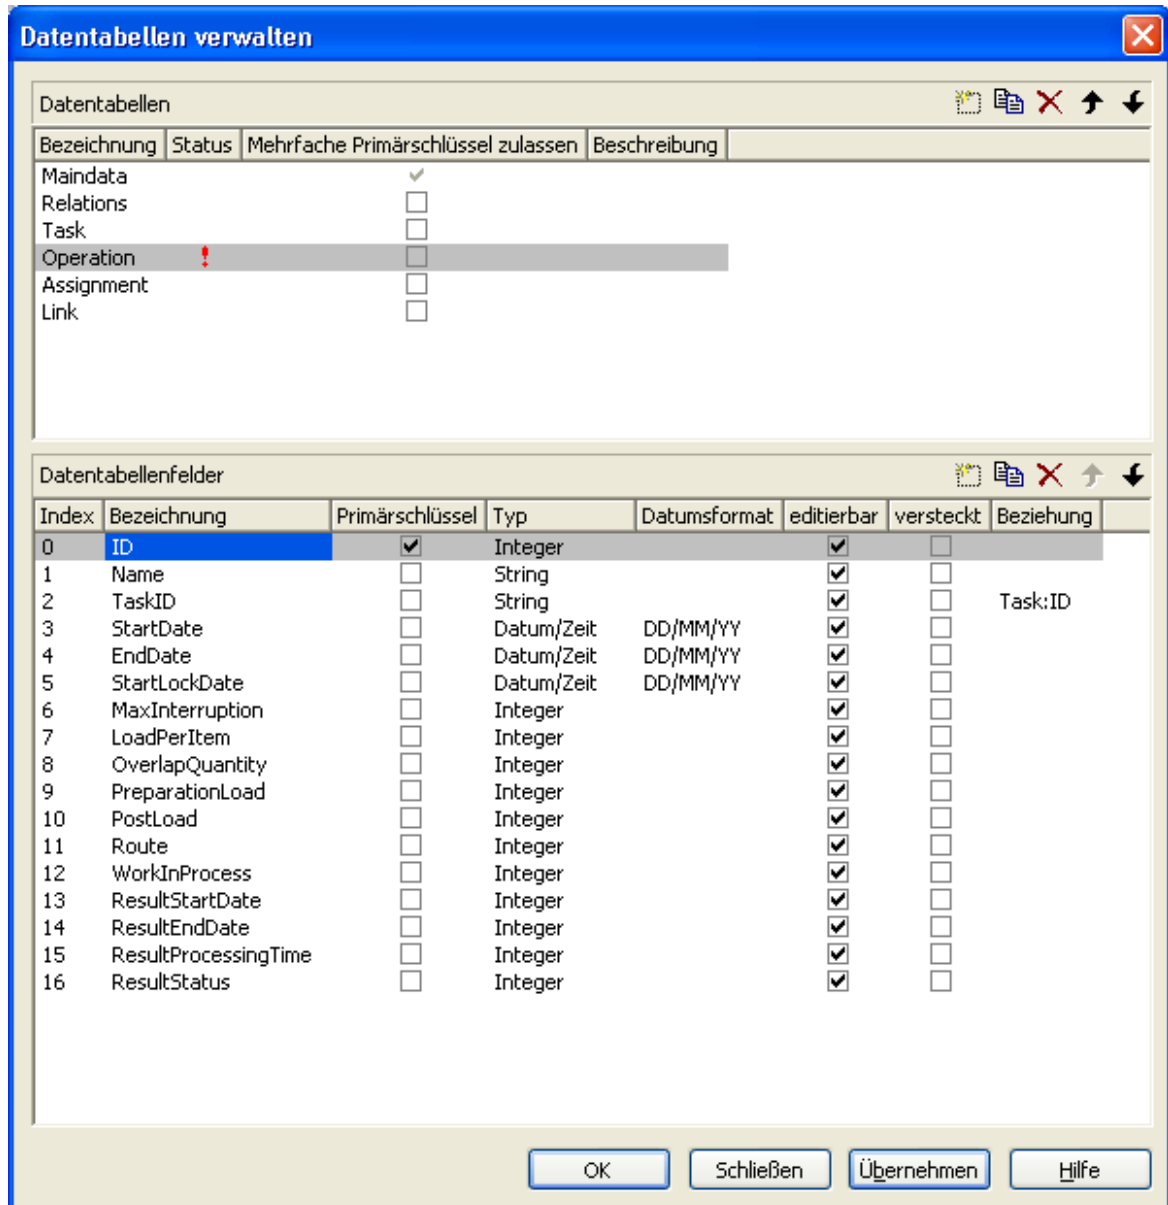 Datentabellen verwalten
Datentabellen
Bezeichnung Status Mehrfache Primärschlüssel zulassen Beschreibung
Maindata
Relations
Task
Operation !
Assignment
Link
Datentabellenfelder
Index Bezeichnung Primärschlüssel Typ Datumsformat editierbar versteckt Beziehung
0 ID Integer
1 Name String
2 TaskID String Task:ID
3 StartDate Datum/Zeit DD/MM/YY
4 EndDate Datum/Zeit DD/MM/YY
5 StartLockDate Datum/Zeit DD/MM/YY
6 MaxInterruption Integer
7 LoadPerItem Integer
8 OverlapQuantity Integer
9 PreparationLoad Integer
10 PostLoad Integer
11 Route Integer
12 WorkInProcess Integer
13 ResultStartDate Integer
14 ResultEndDate Integer
15 ResultProcessingTime Integer
16 ResultStatus Integer
OK Schließen Übernehmen Hilfe